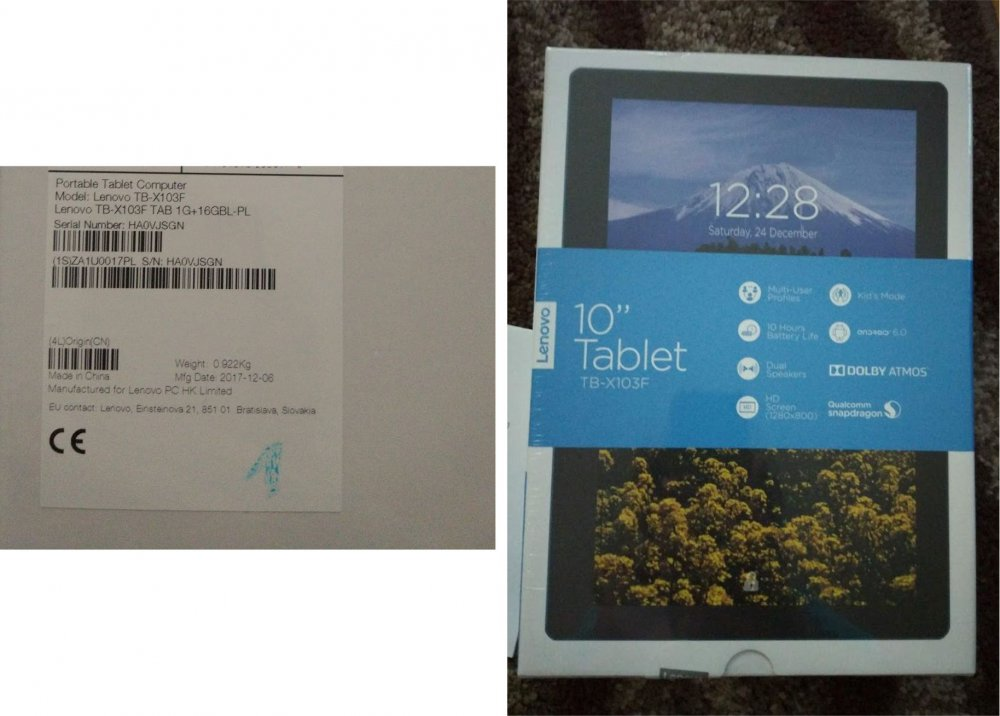 Portable Tablet Computer
Model: Lenovo TB-X103F
Lenovo TB-X103F TAB 1G+16GBL-PL
Serial Number: HA0VJSGN
(1S)ZA1U0017PL S/N: HA0VJSGN
(4L)Origin(CN)
Made in China
Weight: 0.922Kg
Mfg Date: 2017-12-06
Manufactured for Lenovo PC HK Limited
EU contact: Lenovo, Einsteinova 21, 851 01 Bratislava, Slovakia
CE
12:28
Saturday, 24 December
Lenovo
10”
Tablet
TB-X103F
Multi-User
Profiles
Kid's Mode
10 Hours
Battery Life
android 6.0
Dual
Speakers
DOLBY ATMOS
HD
HD
Screen
(1280x800)
Qualcomm
snapdragon